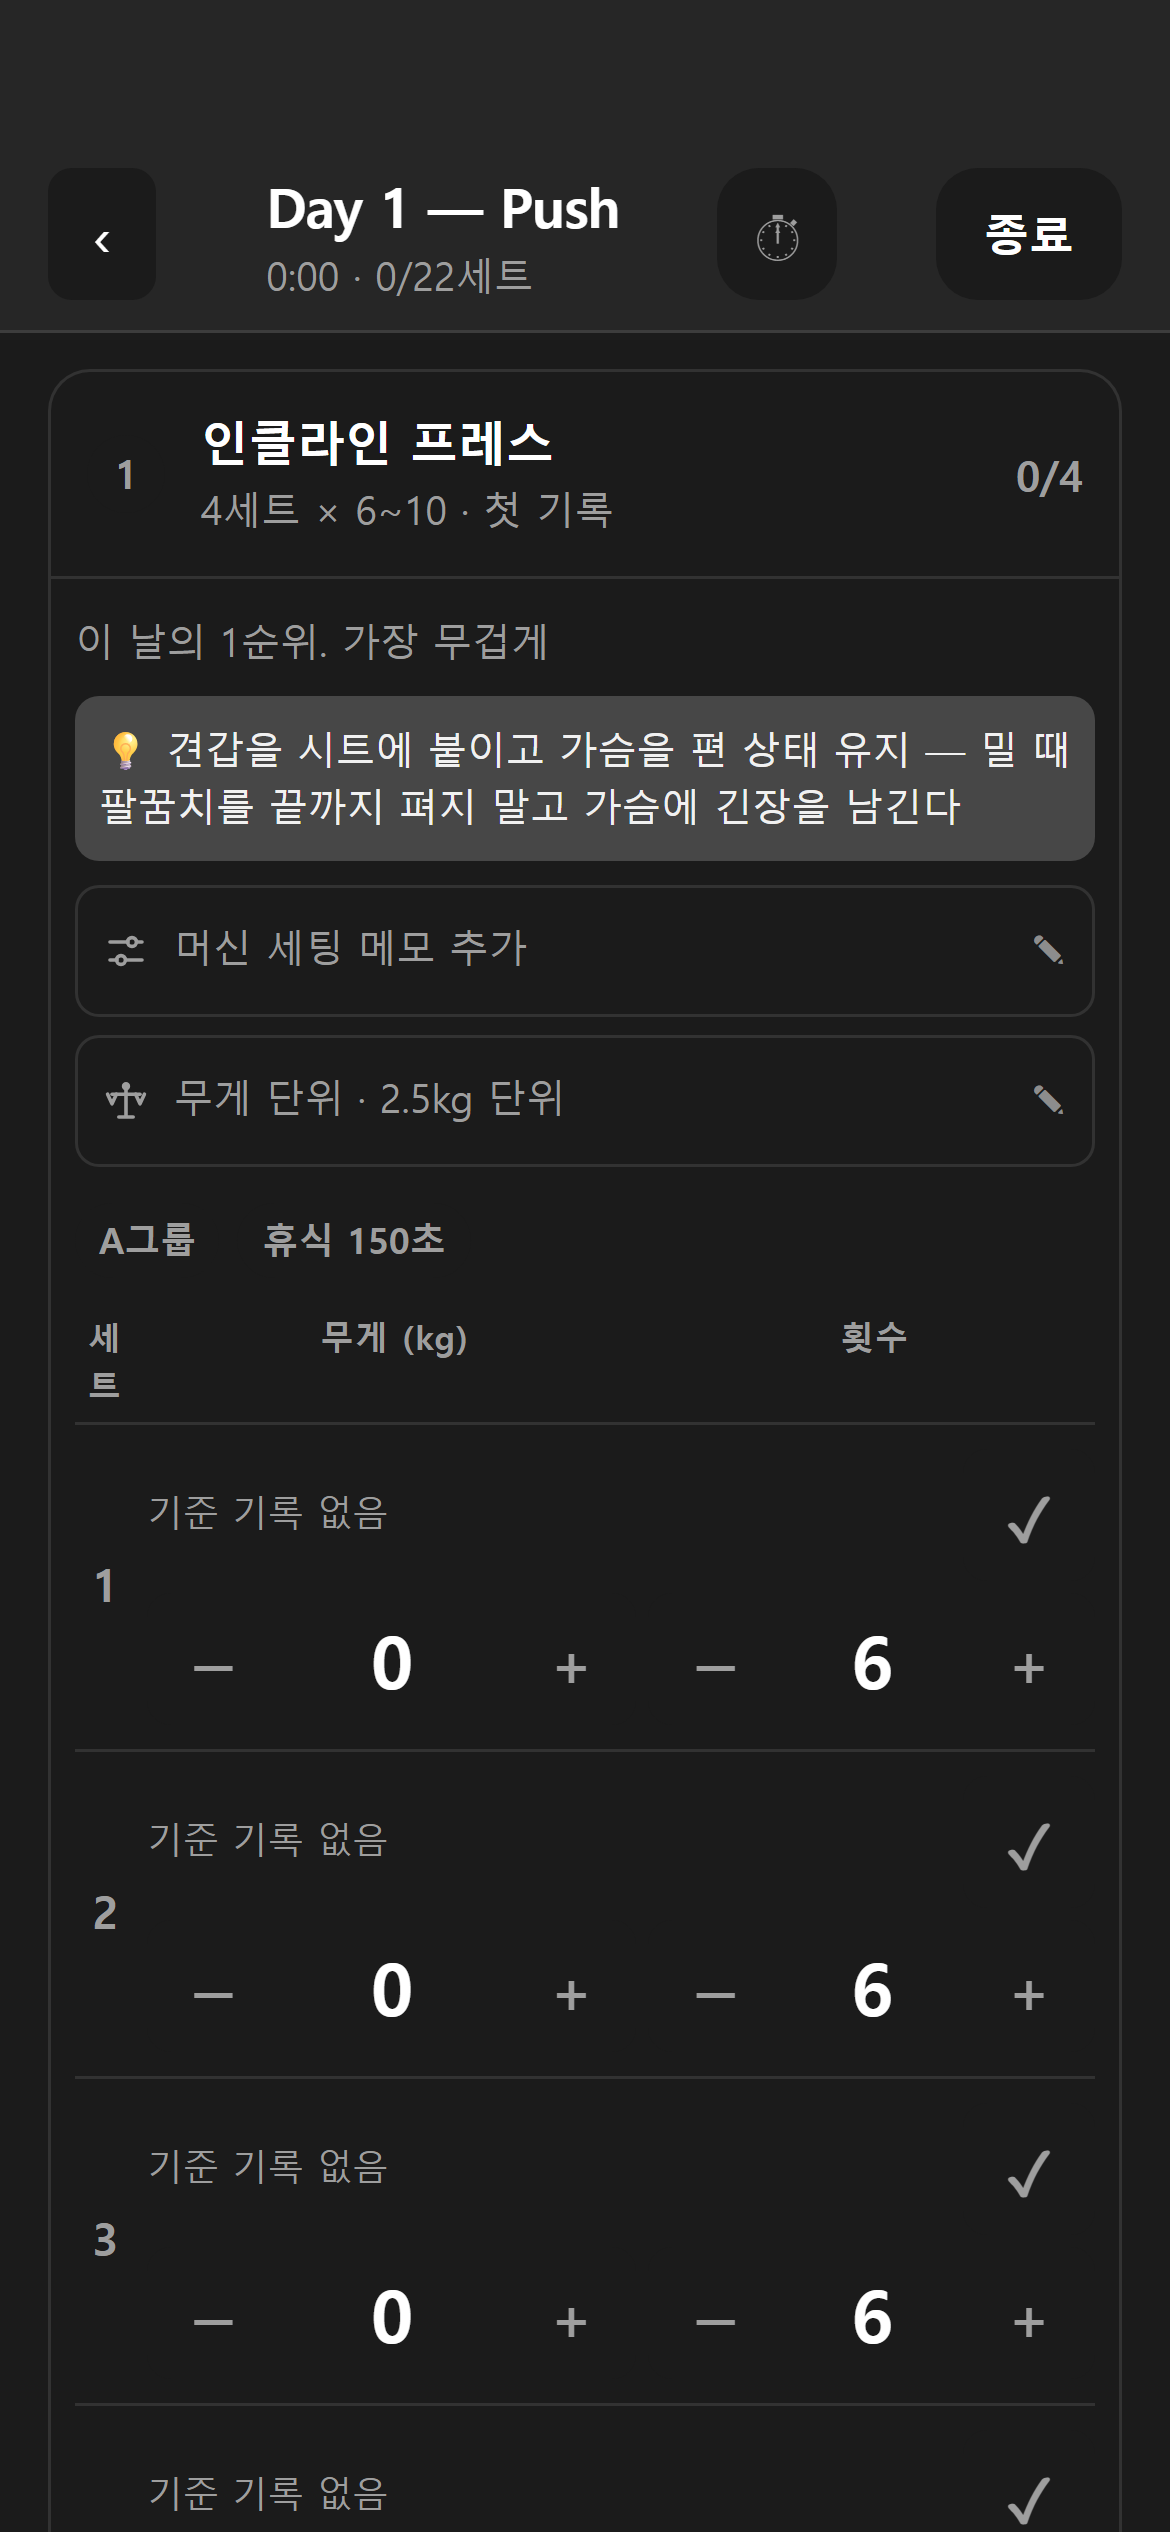 ‹
Day 1 — Push
0:00 · 0/22세트
종료
1
인클라인 프레스
4세트 × 6~10 · 첫 기록
0/4
이 날의 1순위. 가장 무겁게
💡 견갑을 시트에 붙이고 가슴을 편 상태 유지 — 밀 때
팔꿈치를 끝까지 펴지 말고 가슴에 긴장을 남긴다
머신 세팅 메모 추가
무게 단위 · 2.5kg 단위
A그룹 휴식 150초
세트 무게 (kg) 횟수
기준 기록 없음 ✓
1
— 0 + — 6 +
기준 기록 없음 ✓
2
— 0 + — 6 +
기준 기록 없음 ✓
3
— 0 + — 6 +
기준 기록 없음 ✓